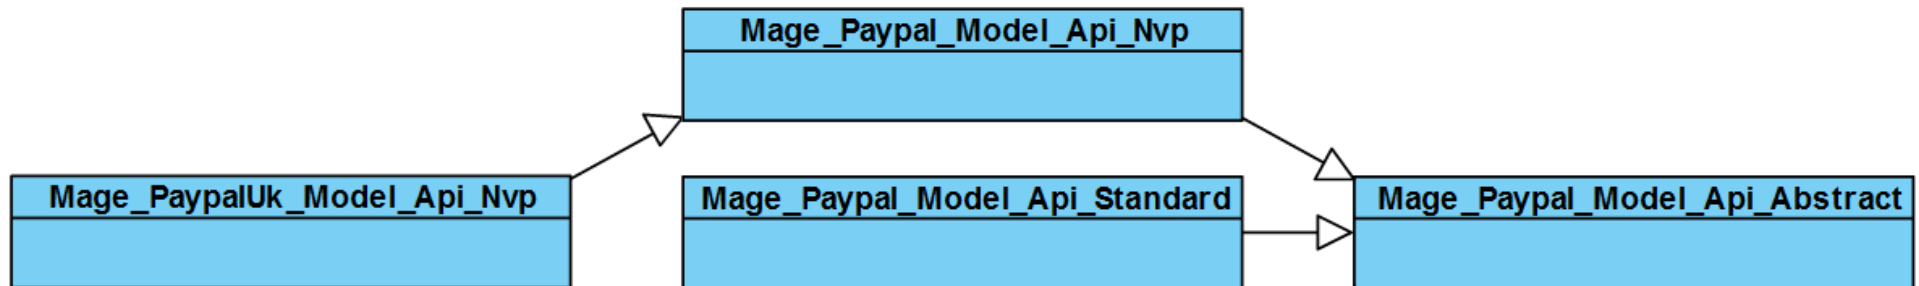 Mage_Paypal_Model_Api_Nvp
Mage_PaypalUk_Model_Api_Nvp
Mage_Paypal_Model_Api_Standard
Mage_Paypal_Model_Api_Abstract